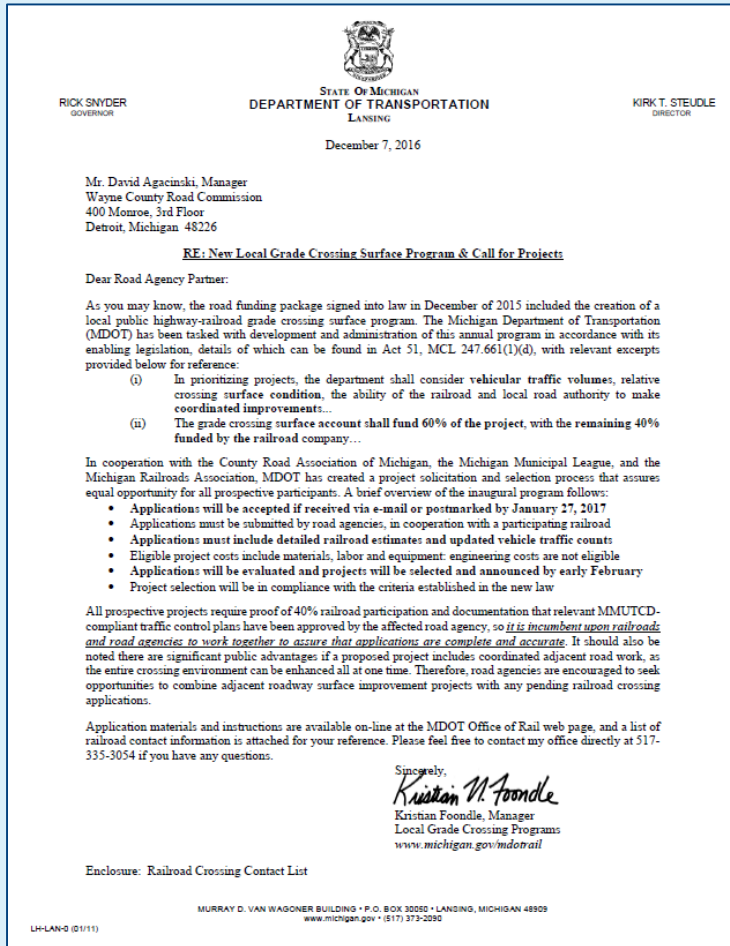 STATE OF MICHIGAN
RICK SNYDER
GOVERNOR
DEPARTMENT OF TRANSPORTATION
LANSING
KIRK T. STEUDLE
DIRECTOR
December 7, 2016
Mr. David Agacinski, Manager
Wayne County Road Commission
400 Monroe, 3rd Floor
Detroit, Michigan 48226
RE: New Local Grade Crossing Surface Program & Call for Projects
Dear Road Agency Partner:
As you may know, the road funding package signed into law in December of 2015 included the creation of a
local public highway-railroad grade crossing surface program. The Michigan Department of Transportation
(MDOT) has been tasked with development and administration of this annual program in accordance with its
enabling legislation, details of which can be found in Act 51, MCL 247.661(1)(d), with relevant excerpts
provided below for reference:
(i) In prioritizing projects, the department shall consider vehicular traffic volumes, relative
crossing surface condition, the ability of the railroad and local road authority to make
coordinated improvements...
(ii) The grade crossing surface account shall fund 60% of the project, with the remaining 40%
funded by the railroad company…
In cooperation with the County Road Association of Michigan, the Michigan Municipal League, and the
Michigan Railroads Association, MDOT has created a project solicitation and selection process that assures
equal opportunity for all prospective participants. A brief overview of the inaugural program follows:
• Applications will be accepted if received via e-mail or postmarked by January 27, 2017
• Applications must be submitted by road agencies, in cooperation with a participating railroad
• Applications must include detailed railroad estimates and updated vehicle traffic counts
• Eligible project costs include materials, labor and equipment: engineering costs are not eligible
• Applications will be evaluated and projects will be selected and announced by early February
• Project selection will be in compliance with the criteria established in the new law
All prospective projects require proof of 40% railroad participation and documentation that relevant MMUTCD-
compliant traffic control plans have been approved by the affected road agency, so it is incumbent upon railroads
and road agencies to work together to assure that applications are complete and accurate. It should also be
noted there are significant public advantages if a proposed project includes coordinated adjacent road work, as
the entire crossing environment can be enhanced all at one time. Therefore, road agencies are encouraged to seek
opportunities to combine adjacent roadway surface improvement projects with any pending railroad crossing
applications.
Application materials and instructions are available on-line at the MDOT Office of Rail web page, and a list of
railroad contact information is attached for your reference. Please feel free to contact my office directly at 517-
335-3054 if you have any questions.
Sincerely,
Kristian N. Foondle
Kristian Foondle, Manager
Local Grade Crossing Programs
www.michigan.gov/mdotrail
Enclosure: Railroad Crossing Contact List
MURRAY D. VAN WAGONER BUILDING • P.O. BOX 30050 • LANSING, MICHIGAN 48909
www.michigan.gov • (517) 373-2090
LH-LAN-0 (01/11)